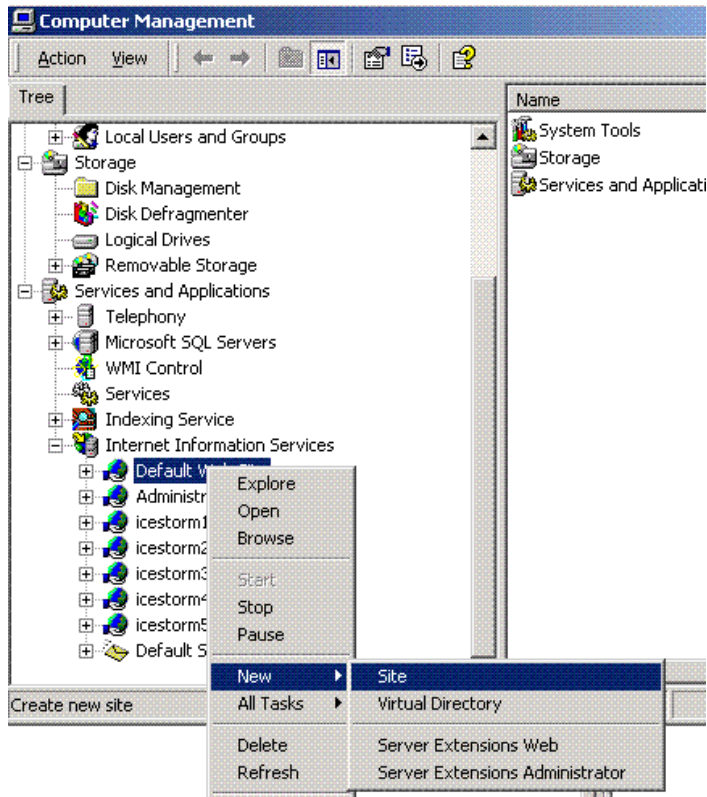 Computer Management
Action View
Tree
Name
Local Users and Groups
Storage
Disk Management
Disk Defragmenter
Logical Drives
Removable Storage
Services and Applications
Telephony
Microsoft SQL Servers
WMI Control
Services
Indexing Service
Internet Information Services
Default W
Administr
icestorm1
icestorm2
icestorm3
icestorm4
icestorm5
Default S
System Tools
Storage
Services and Applicati
Explore
Open
Browse
Start
Stop
Pause
New
All Tasks
Delete
Refresh
Site
Virtual Directory
Server Extensions Web
Server Extensions Administrator
Create new site